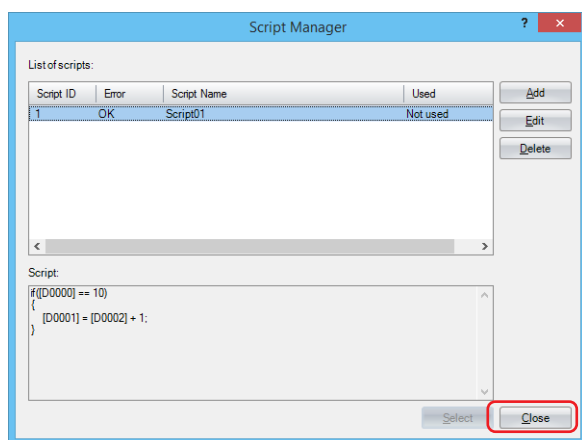 Script Manager
?
List of scripts:
Script ID Error Script Name Used
1 OK Script01 Not used
Add
Edit
Delete
Script:
if([D0000] == 10)
{
[D0001] = [D0002] + 1;
}
Select
Close